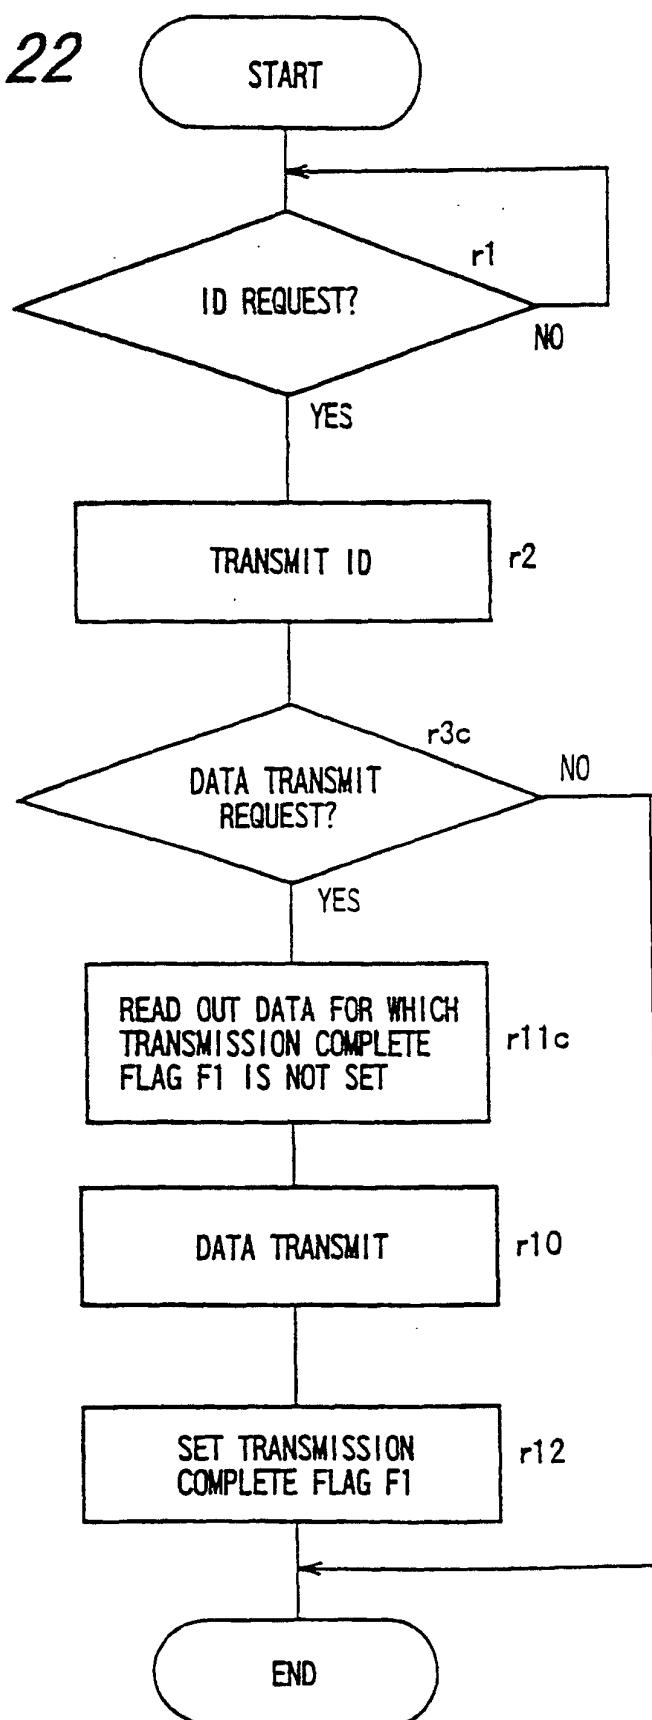 22
START
r1
ID REQUEST?
NO
YES
TRANSMIT ID
r2
r3c
DATA TRANSMIT
REQUEST?
NO
YES
READ OUT DATA FOR WHICH
TRANSMISSION COMPLETE
FLAG F1 IS NOT SET
r11c
DATA TRANSMIT
r10
SET TRANSMISSION
COMPLETE FLAG F1
r12
END